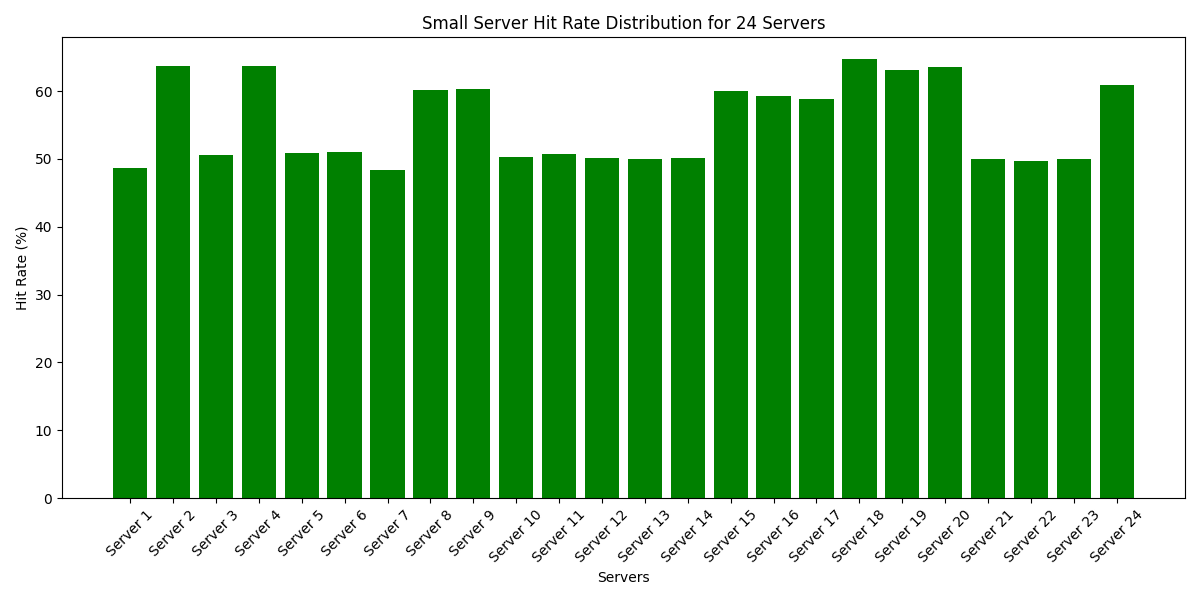 Small Server Hit Rate Distribution for 24 Servers
Hit Rate (%)
60
50
40
30
20
10
0
Server 1
Server 2
Server 3
Server 4
Server 5
Server 6
Server 7
Server 8
Server 9
Server 10
Server 11
Server 12
Server 13
Server 14
Server 15
Server 16
Server 17
Server 18
Server 19
Server 20
Server 21
Server 22
Server 23
Server 24
Servers